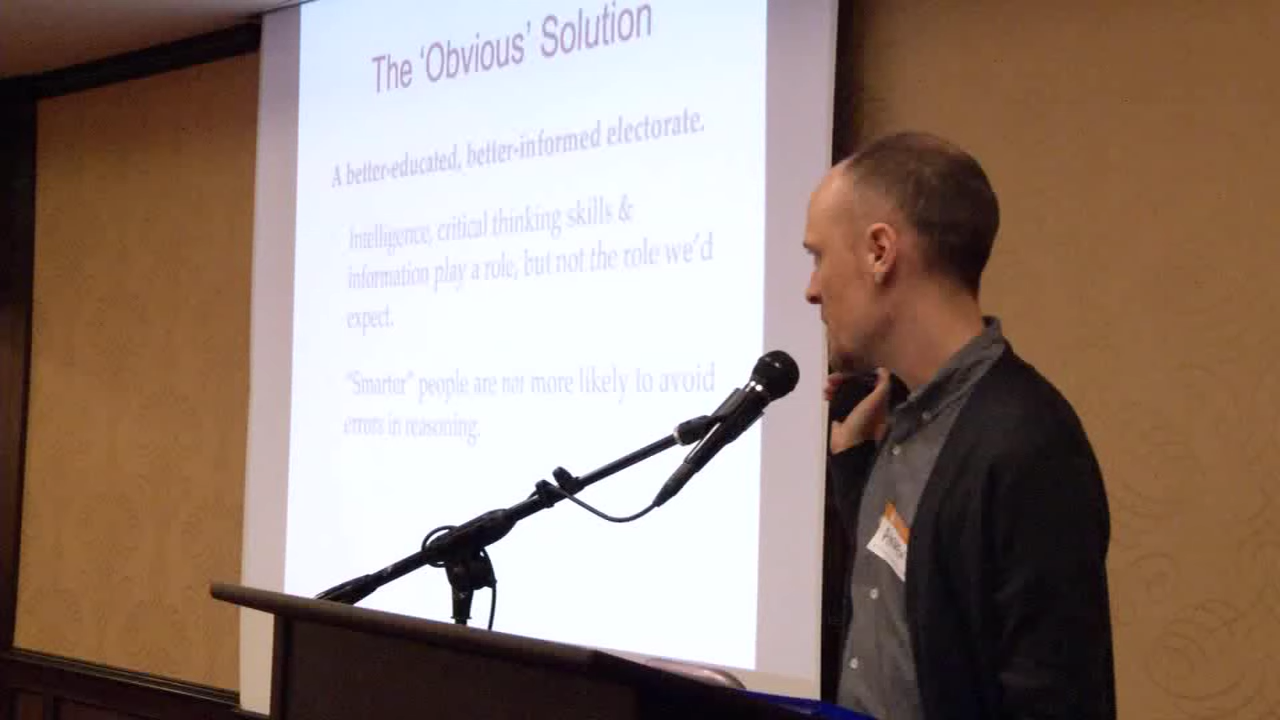 The 'Obvious' Solution
A better-educated, better-informed electorate.
Intelligence, critical thinking skills &
information play a role, but not the role we'd
expect.
"Smarter" people are not more likely to avoid
errors in reasoning.